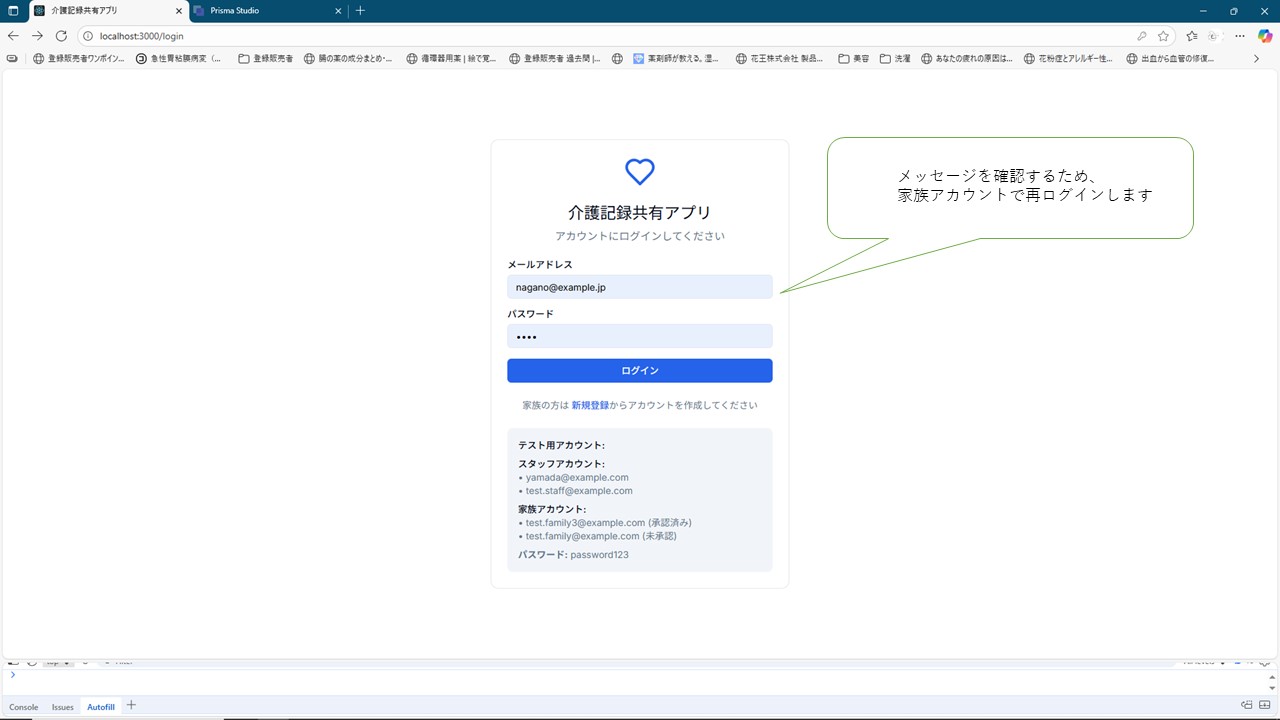 介護記録共有アプリ
Prisma Studio
localhost:3000/login
登録販売者ワンポイン...
急性胃粘膜病変（...
登録販売者
腸の薬の成分まとめ-...
循環器用薬 | 絵で覚...
登録販売者 過去問 |...
薬剤師が教える。湿...
花王株式会社 製品...
美容
洗濯
あなたの疲れの原因は...
花粉症とアレルギー性...
出血から血管の修復...
介護記録共有アプリ
アカウントにログインしてください
メールアドレス
nagano@example.jp
パスワード
••••
ログイン
家族の方は 新規登録からアカウントを作成してください
テスト用アカウント:
スタッフアカウント:
• yamada@example.com
• test.staff@example.com
家族アカウント:
• test.family3@example.com (承認済み)
• test.family@example.com (未承認)
パスワード: password123
メッセージを確認するため、
家族アカウントで再ログインします
Console
Issues
Autofill